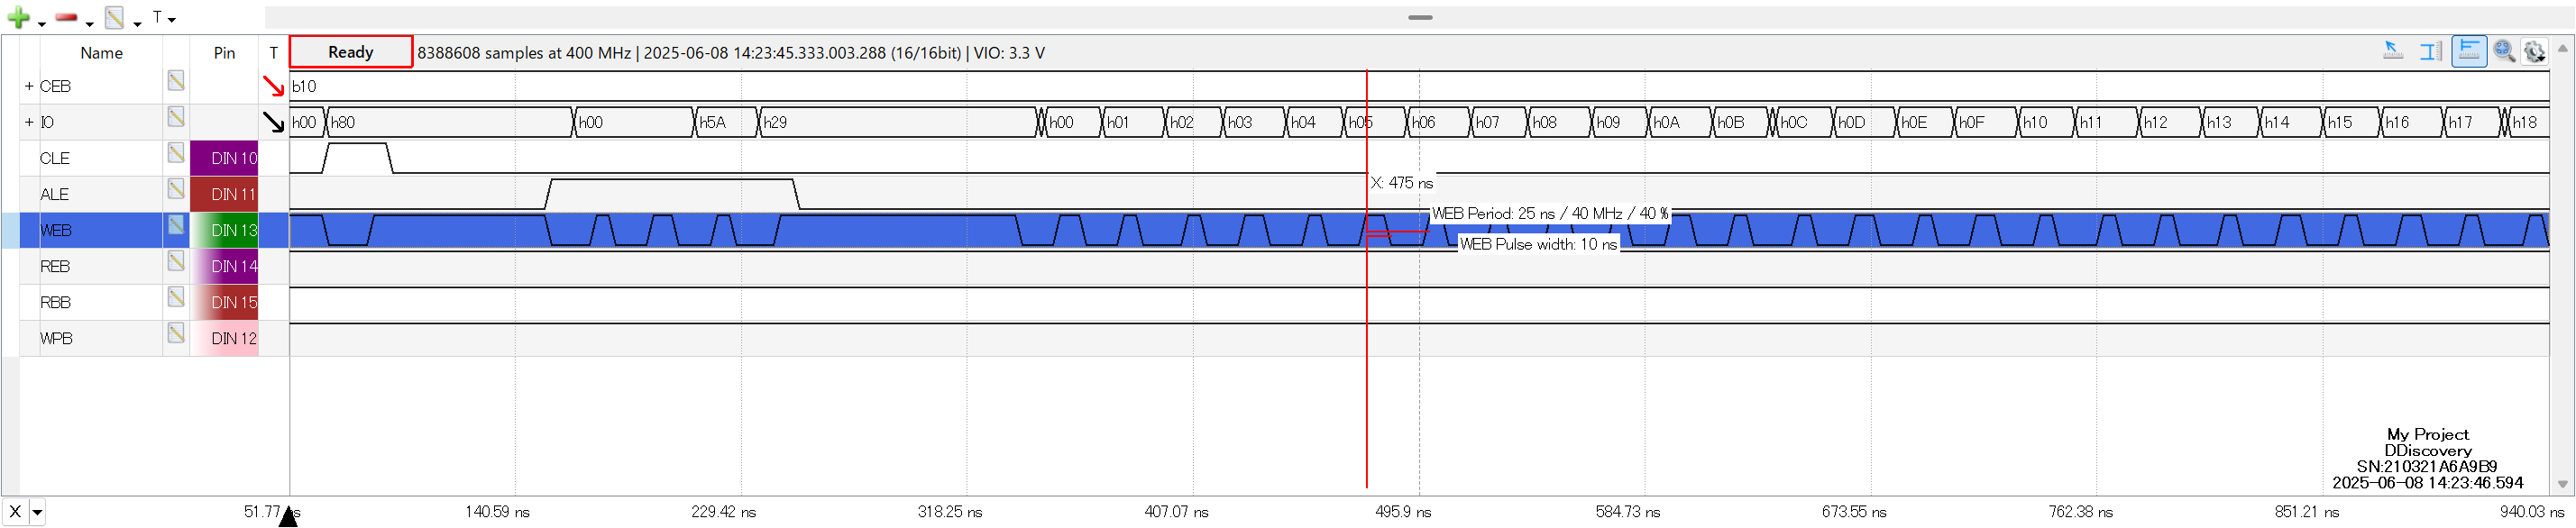 T
Name Pin T Ready 8388608 samples at 400 MHz | 2025-06-08 14:23:45.333.003.288 (16/16bit) | VIO: 3.3 V
+ CEB b10
+ IO h00 h80 h00 h5A h29 h00 h01 h02 h03 h04 h05 h06 h07 h08 h09 h0A h0B h0C h0D h0E h0F h10 h11 h12 h13 h14 h15 h16 h17 h18
CLE DIN 10
ALE DIN 11
X: 475 ns
WEB DIN 13
WEB Period: 25 ns / 40 MHz / 40 %
WEB Pulse width: 10 ns
REB DIN 14
RBB DIN 15
WPB DIN 12
My Project
DDiscovery
SN:210321A6A9B9
2025-06-08 14:23:46.594
X 51.77 ns 140.59 ns 229.42 ns 318.25 ns 407.07 ns 495.9 ns 584.73 ns 673.55 ns 762.38 ns 851.21 ns 940.03 ns